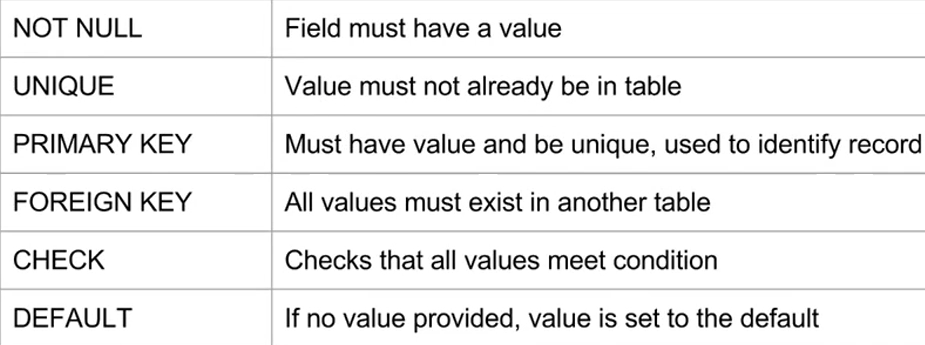 NOT NULL Field must have a value
UNIQUE Value must not already be in table
PRIMARY KEY Must have value and be unique, used to identify record
FOREIGN KEY All values must exist in another table
CHECK Checks that all values meet condition
DEFAULT If no value provided, value is set to the default